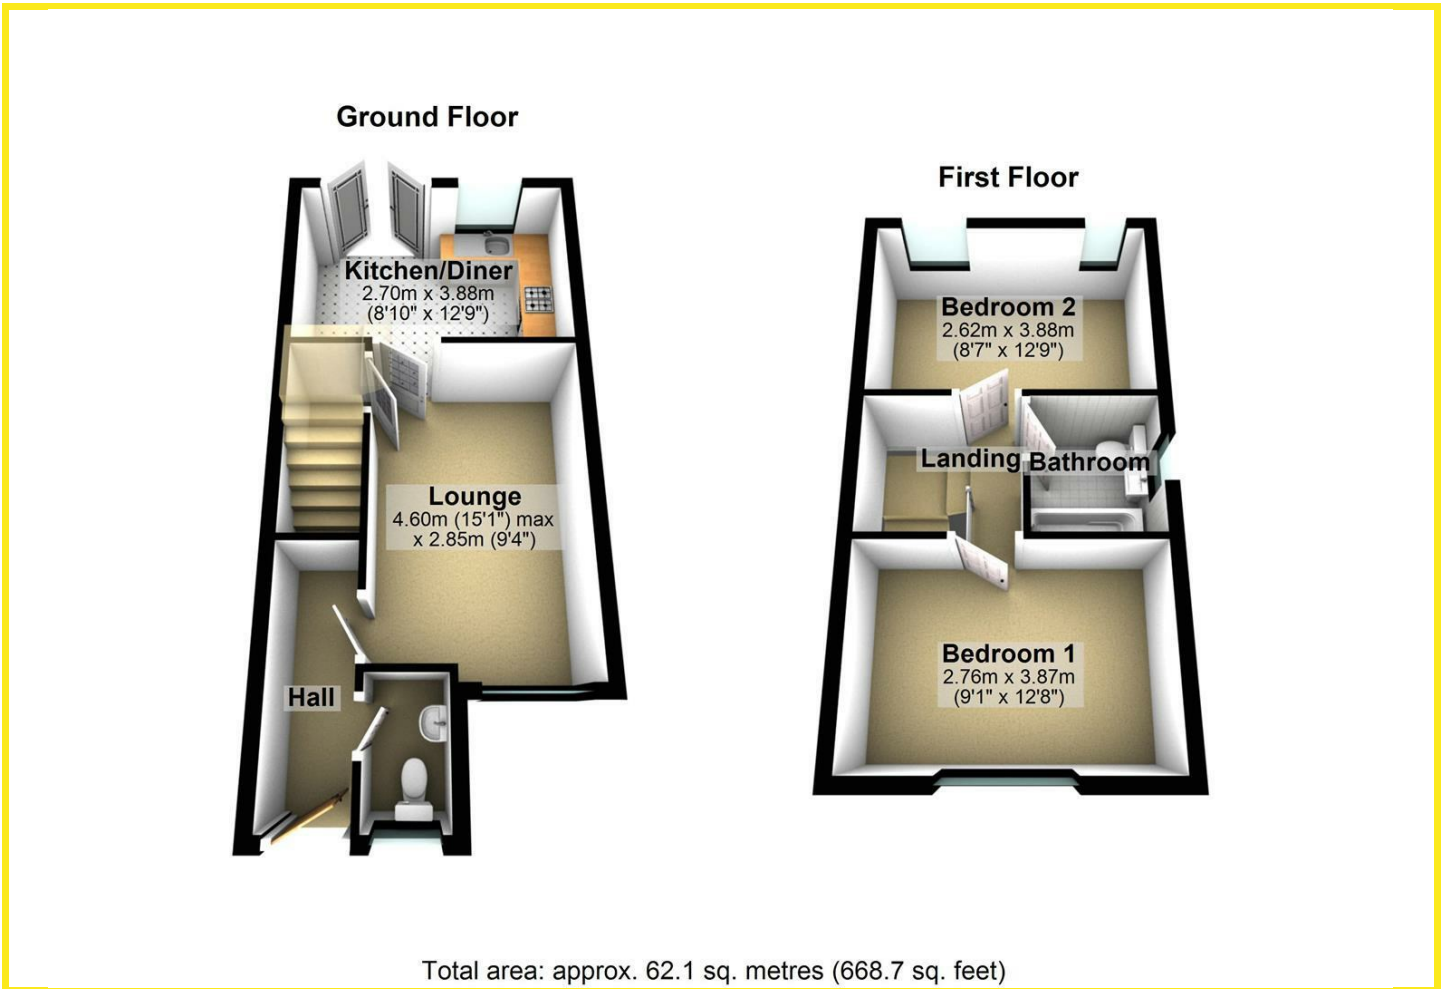 Ground Floor
Kitchen/Diner
2.70m x 3.88m
(8'10" x 12'9")
Lounge
4.60m (15'1") max
x 2.85m (9'4")
Hall
First Floor
Bedroom 2
2.62m x 3.88m
(8'7" x 12'9")
Landing
Bathroom
Bedroom 1
2.76m x 3.87m
(9'1" x 12'8")
Total area: approx. 62.1 sq. metres (668.7 sq. feet)